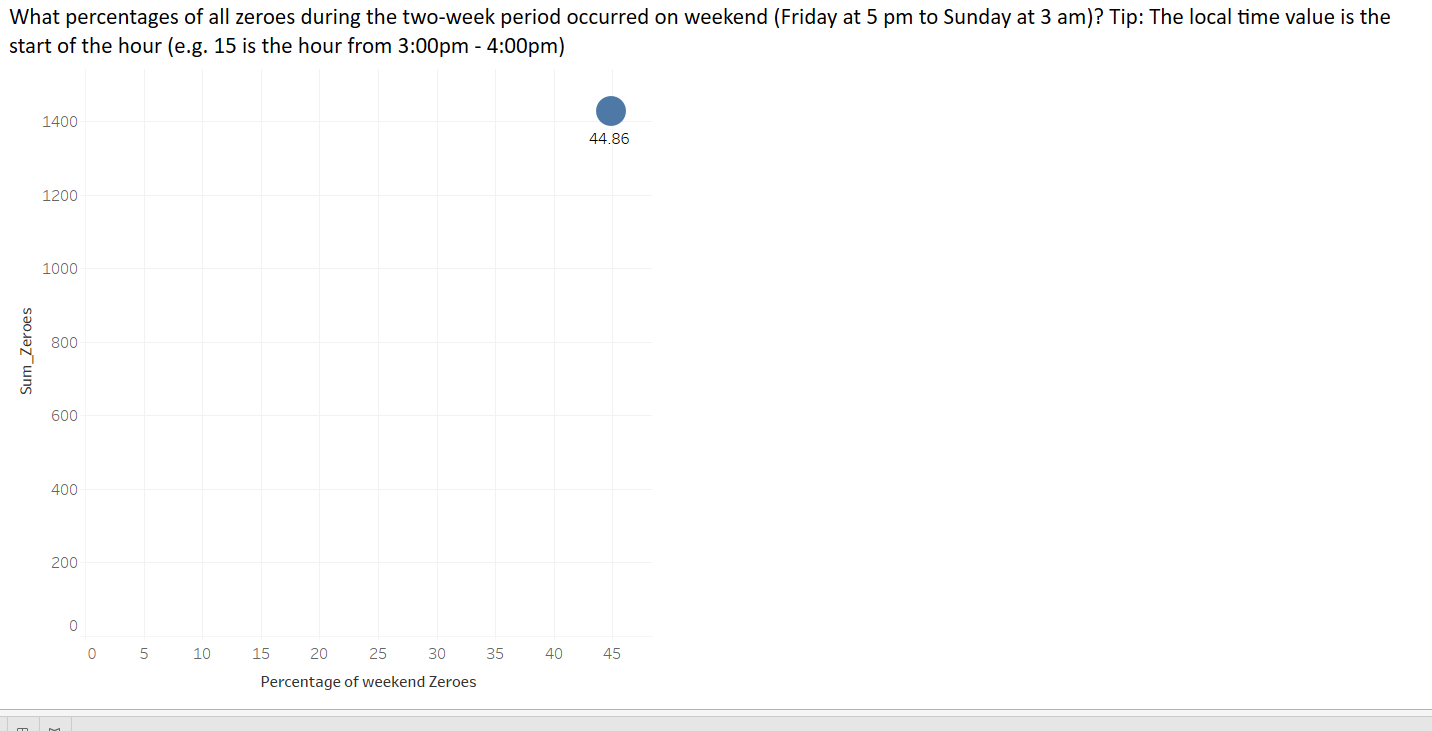 What percentages of all zeroes during the two-week period occurred on weekend (Friday at 5 pm to Sunday at 3 am)? Tip: The local time value is the
start of the hour (e.g. 15 is the hour from 3:00pm - 4:00pm)
1400
44.86
1200
1000
800
600
400
200
0
Sum_Zeroes
0 5 10 15 20 25 30 35 40 45
Percentage of weekend Zeroes